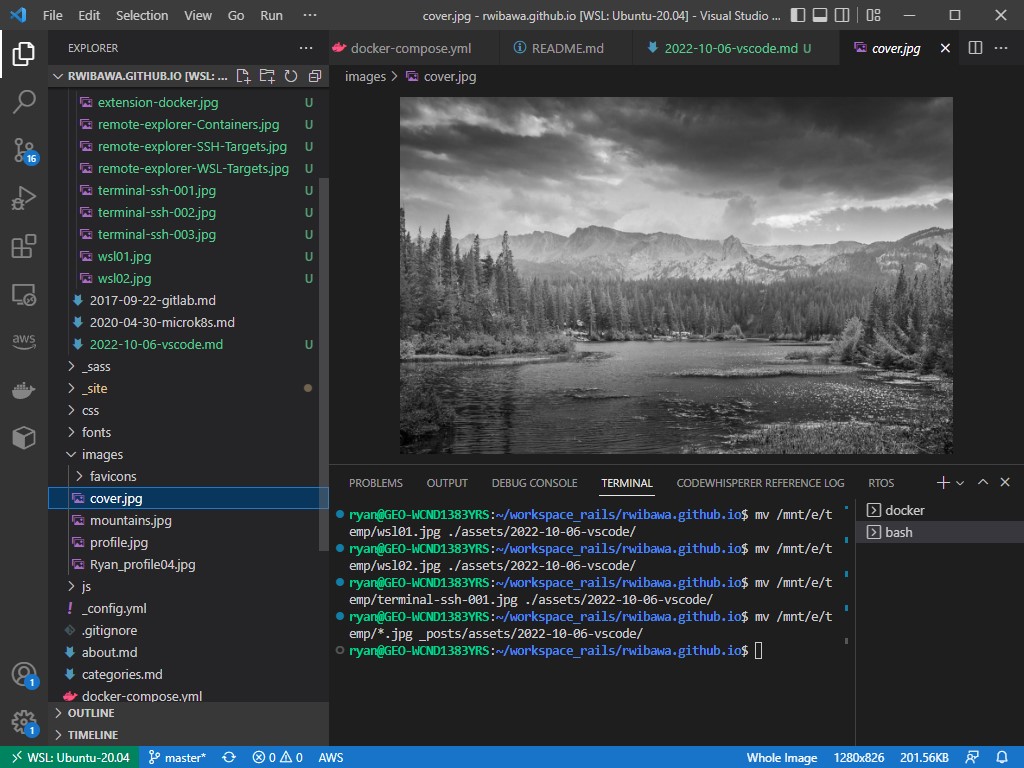 File Edit Selection View Go Run ··· cover.jpg - rwibawa.github.io [WSL: Ubuntu-20.04] - Visual Studio ...
EXPLORER
docker-compose.yml README.md 2022-10-06-vscode.md U cover.jpg
RWIBAWA.GITHUB.IO [WSL: ...
images > cover.jpg
extension-docker.jpg U
remote-explorer-Containers.jpg U
remote-explorer-SSH-Targets.jpg U
remote-explorer-WSL-Targets.jpg U
terminal-ssh-001.jpg U
terminal-ssh-002.jpg U
terminal-ssh-003.jpg U
wsl01.jpg U
wsl02.jpg U
2017-09-22-gitlab.md
2020-04-30-microk8s.md
2022-10-06-vscode.md U
_sass
_site
css
fonts
images
favicons
cover.jpg
mountains.jpg
profile.jpg
Ryan_profile04.jpg
js
_config.yml
.gitignore
about.md
categories.md
docker-compose.yml
OUTLINE
TIMELINE
16
aws
1
1
PROBLEMS OUTPUT DEBUG CONSOLE TERMINAL CODEWHISPERER REFERENCE LOG RTOS
ryan@GEO-WCND1383YRS:~/workspace_rails/rwibawa.github.io$ mv /mnt/e/t
emp/wsl01.jpg ./assets/2022-10-06-vscode/
ryan@GEO-WCND1383YRS:~/workspace_rails/rwibawa.github.io$ mv /mnt/e/t
emp/wsl02.jpg ./assets/2022-10-06-vscode/
ryan@GEO-WCND1383YRS:~/workspace_rails/rwibawa.github.io$ mv /mnt/e/t
emp/terminal-ssh-001.jpg ./assets/2022-10-06-vscode/
ryan@GEO-WCND1383YRS:~/workspace_rails/rwibawa.github.io$ mv /mnt/e/t
emp/*.jpg _posts/assets/2022-10-06-vscode/
ryan@GEO-WCND1383YRS:~/workspace_rails/rwibawa.github.io$
docker
bash
WSL: Ubuntu-20.04 master* 0 0 AWS Whole Image 1280x826 201.56KB